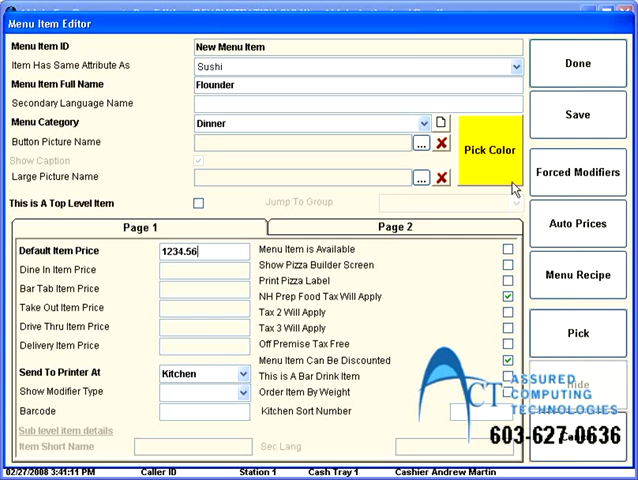 Menu Item Editor
Menu Item ID New Menu Item
Item Has Same Attribute As Sushi
Menu Item Full Name Flounder
Secondary Language Name
Menu Category Dinner
Button Picture Name ...
Show Caption
Large Picture Name ...
Pick Color
This is A Top Level Item Jump To Group
Page 1 Page 2
Default Item Price 1234.56
Dine In Item Price
Bar Tab Item Price
Take Out Item Price
Drive Thru Item Price
Delivery Item Price
Send To Printer At Kitchen
Show Modifier Type
Barcode
Sub level item details
Item Short Name Sec Lang
Menu Item is Available
Show Pizza Builder Screen
Print Pizza Label
NH Prep Food Tax Will Apply
Tax 2 Will Apply
Tax 3 Will Apply
Off Premise Tax Free
Menu Item Can Be Discounted
This is A Bar Drink Item
Order Item By Weight
Kitchen Sort Number
Done
Save
Forced Modifiers
Auto Prices
Menu Recipe
Pick
Hide
ACT ASSURED
COMPUTING
TECHNOLOGIES
603-627-0636
02/27/2008 3:41:11 PM Caller ID Station 1 Cash Tray 1 Cashier Andrew Martin